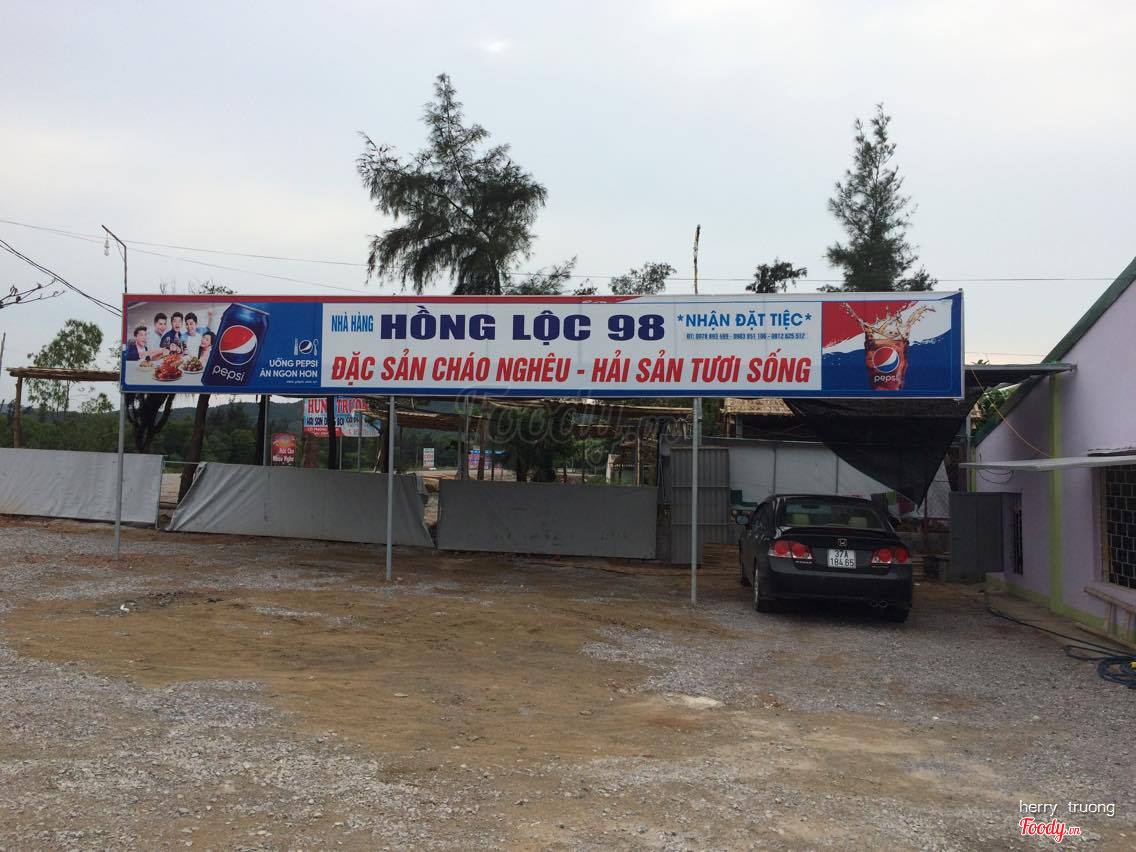 NHÀ HÀNG HỒNG LỘC 98
*NHẬN ĐẶT TIỆC*
ĐẶC SẢN CHÁO NGHÊU - HẢI SẢN TƯƠI SỐNG
UỐNG PEPSI
ĂN NGON HƠN
pepsi
pepsi
37A
184.65
herry truong
Foody.vn